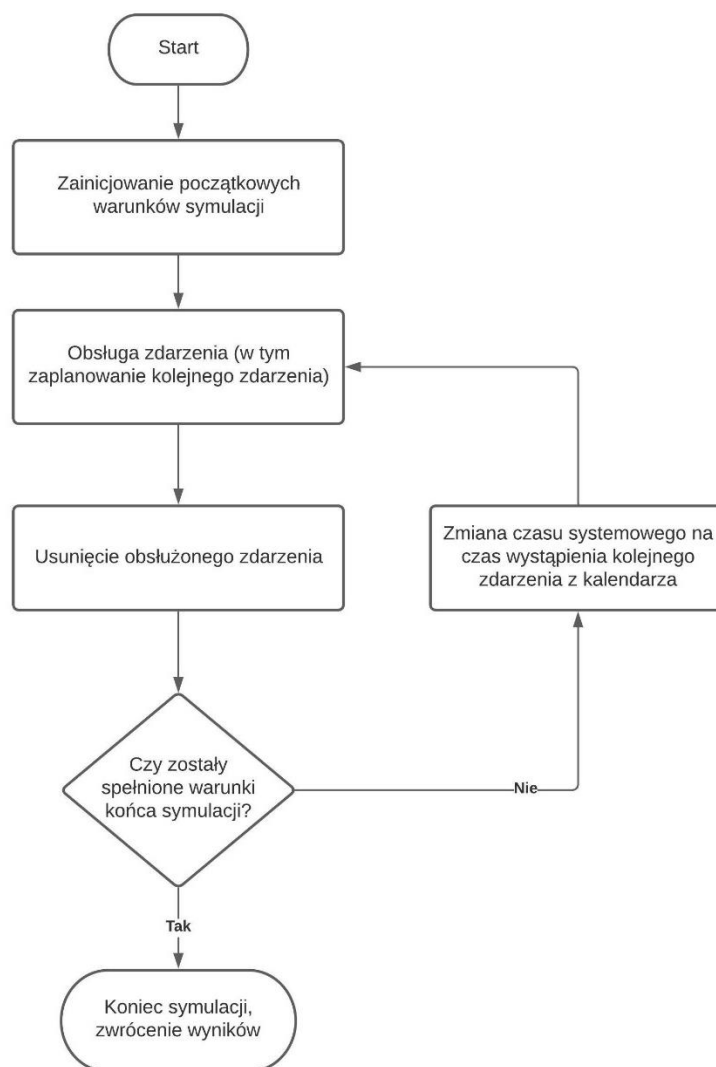 Start
Zainicjowanie początkowych
warunków symulacji
Obsługa zdarzenia (w tym
zaplanowanie kolejnego zdarzenia)
Usunięcie obsłużonego zdarzenia
Zmiana czasu systemowego na
czas wystąpienia kolejnego
zdarzenia z kalendarza
Czy zostały
spełnione warunki
końca symulacji?
Nie
Tak
Koniec symulacji,
zwrócenie wyników